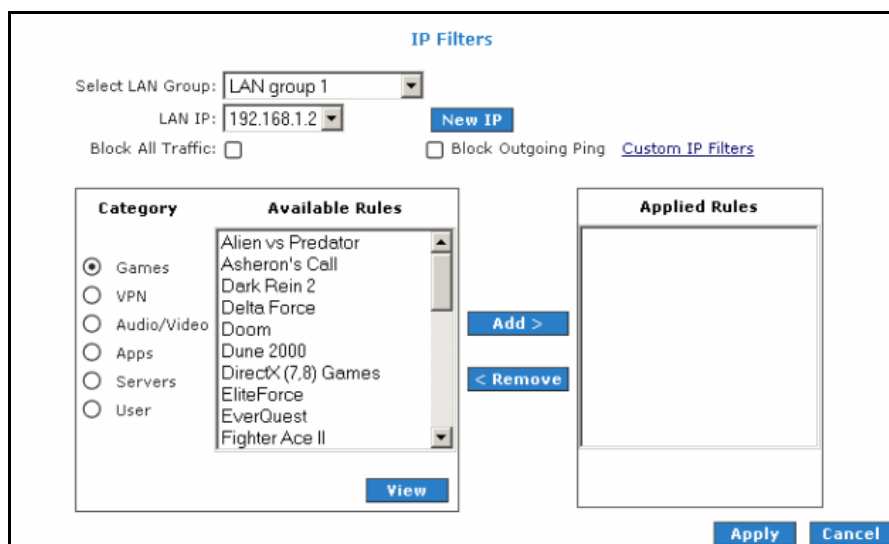 IP Filters
Select LAN Group: LAN group 1
LAN IP: 192.168.1.2 New IP
Block All Traffic: Block Outgoing Ping Custom IP Filters
Category Available Rules
Games
VPN
Audio/Video
Apps
Servers
User
Alien vs Predator
Asheron's Call
Dark Rein 2
Delta Force
Doom
Dune 2000
DirectX (7,8) Games
EliteForce
EverQuest
Fighter Ace II
View
Add >
< Remove
Applied Rules
Apply Cancel